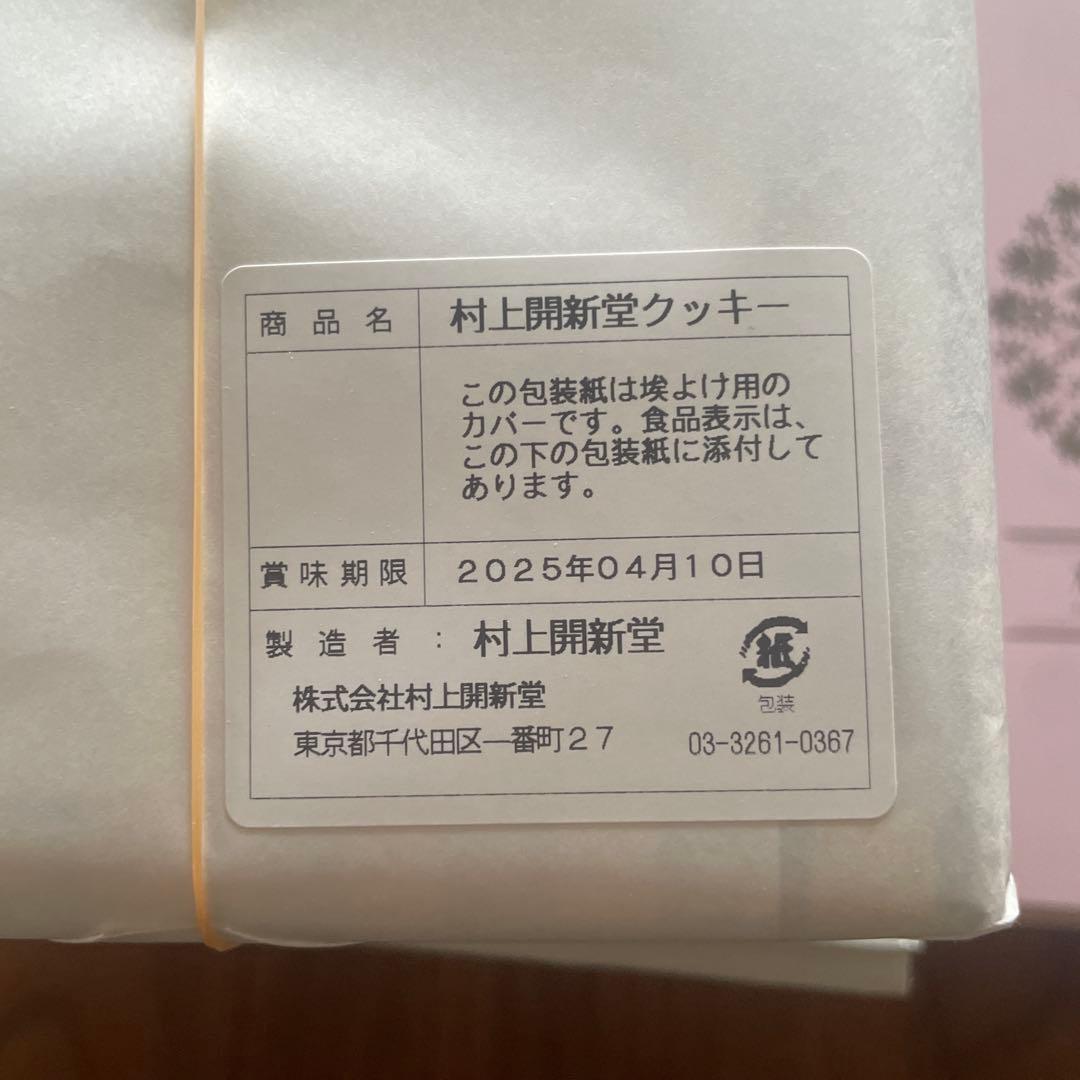 商品名 村上開新堂クッキー
この包装紙は埃よけ用の
カバーです。食品表示は、
この下の包装紙に添付して
あります。
賞味期限 2025年04月10日
製造者：村上開新堂
紙
包装
株式会社村上開新堂
東京都千代田区一番町27 03-3261-0367